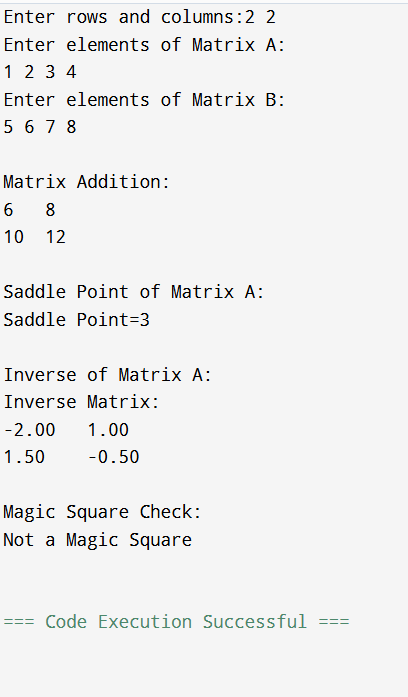 Enter rows and columns:2 2
Enter elements of Matrix A:
1 2 3 4
Enter elements of Matrix B:
5 6 7 8
Matrix Addition:
6   8
10  12
Saddle Point of Matrix A:
Saddle Point=3
Inverse of Matrix A:
Inverse Matrix:
-2.00   1.00
1.50    -0.50
Magic Square Check:
Not a Magic Square
=== Code Execution Successful ===